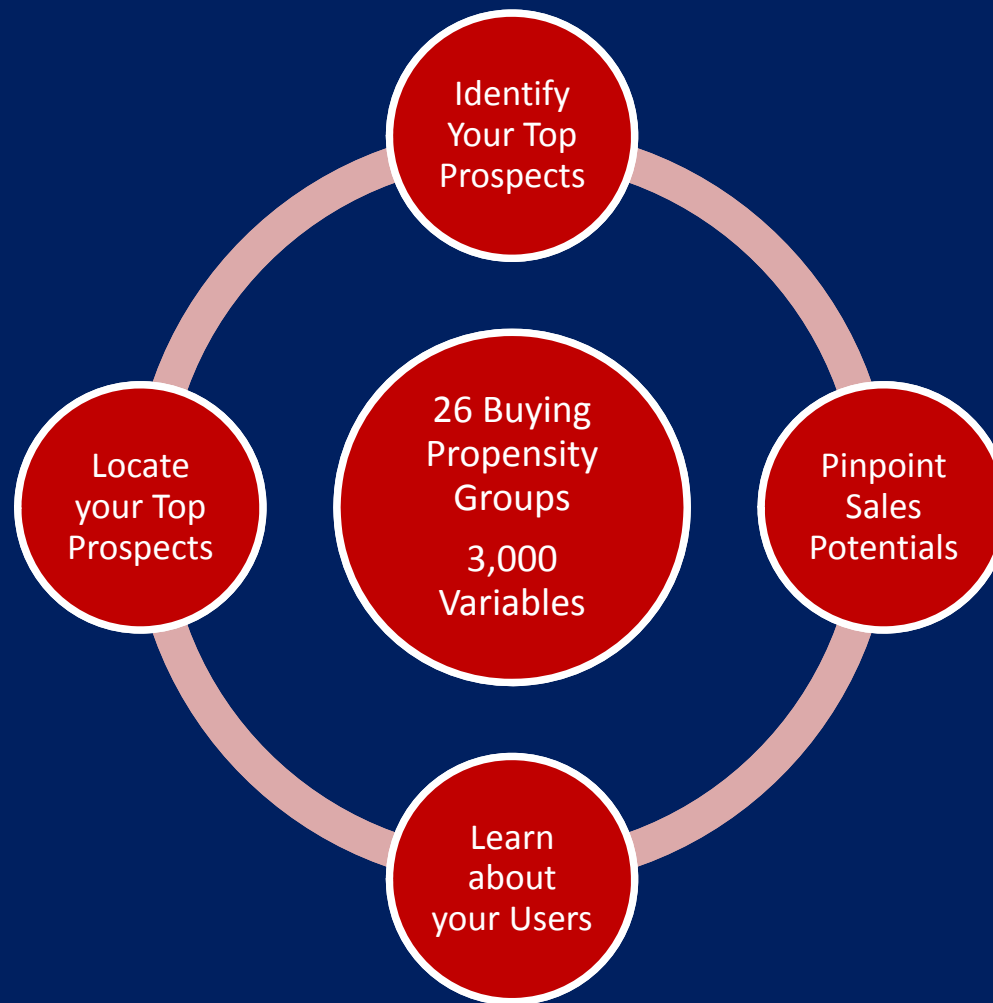 Identify
Your Top
Prospects
26 Buying
Propensity
Groups
3,000
Variables
Locate
your Top
Prospects
Pinpoint
Sales
Potentials
Learn
about
your Users